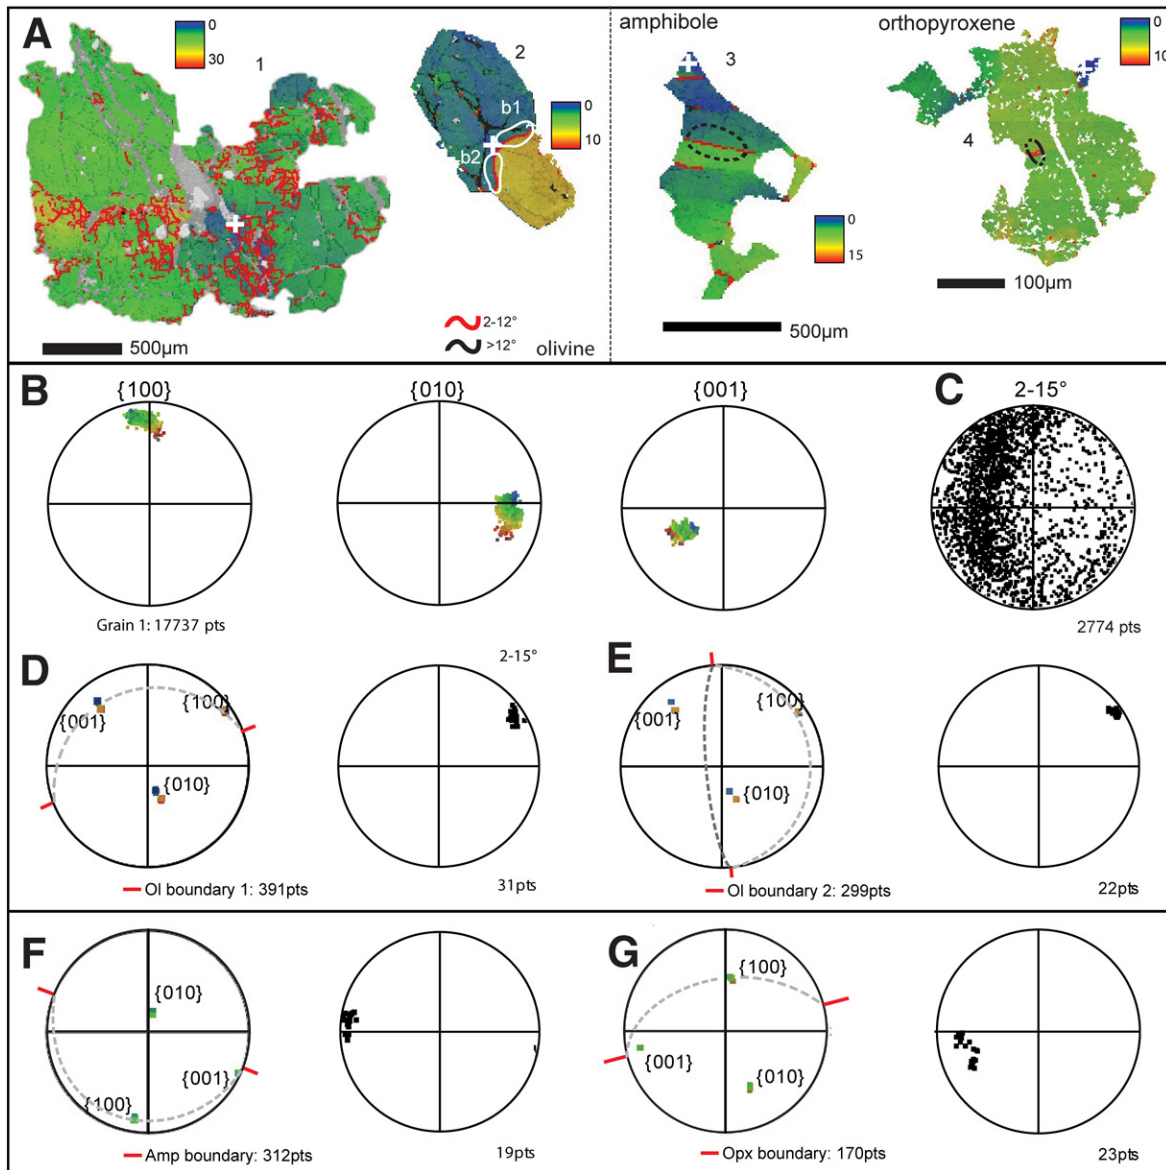 A
0
30
1
2
b1
b2
0
10
500µm
2-12°
>12°
olivine
amphibole
3
0
15
500µm
orthopyroxene
0
10
4
100µm
B
{100}
{010}
{001}
Grain 1: 17737 pts
C
2-15°
2774 pts
D
{001}
{100}
{010}
Ol boundary 1: 391pts
2-15°
31pts
E
{001}
{100}
{010}
Ol boundary 2: 299pts
22pts
F
{010}
{001}
{100}
Amp boundary: 312pts
19pts
G
{100}
{001}
{010}
Opx boundary: 170pts
23pts